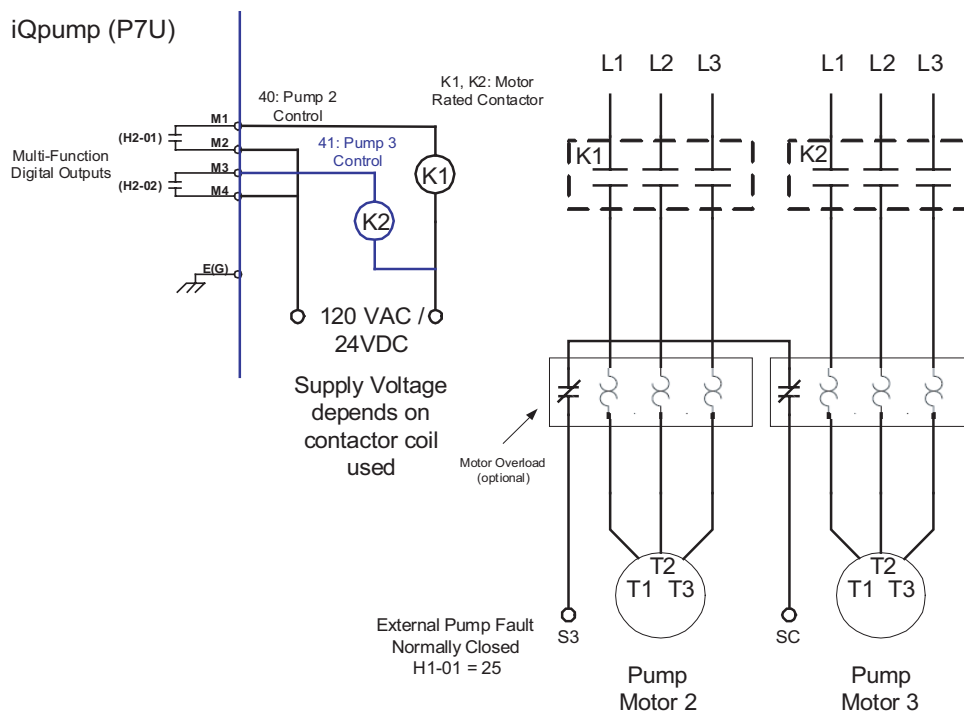 iQpump (P7U)
40: Pump 2
Control
K1, K2: Motor
Rated Contactor
L1 L2 L3
L1 L2 L3
Multi-Function
Digital Outputs
(H2-01)
(H2-02)
M1
M2
M3
M4
E(G)
41: Pump 3
Control
K1
K2
K1
K2
120 VAC /
24VDC
Supply Voltage
depends on
contactor coil
used
Motor Overload
(optional)
T1 T2 T3
T1 T2 T3
External Pump Fault
Normally Closed
H1-01 = 25
S3
SC
Pump
Motor 2
Pump
Motor 3